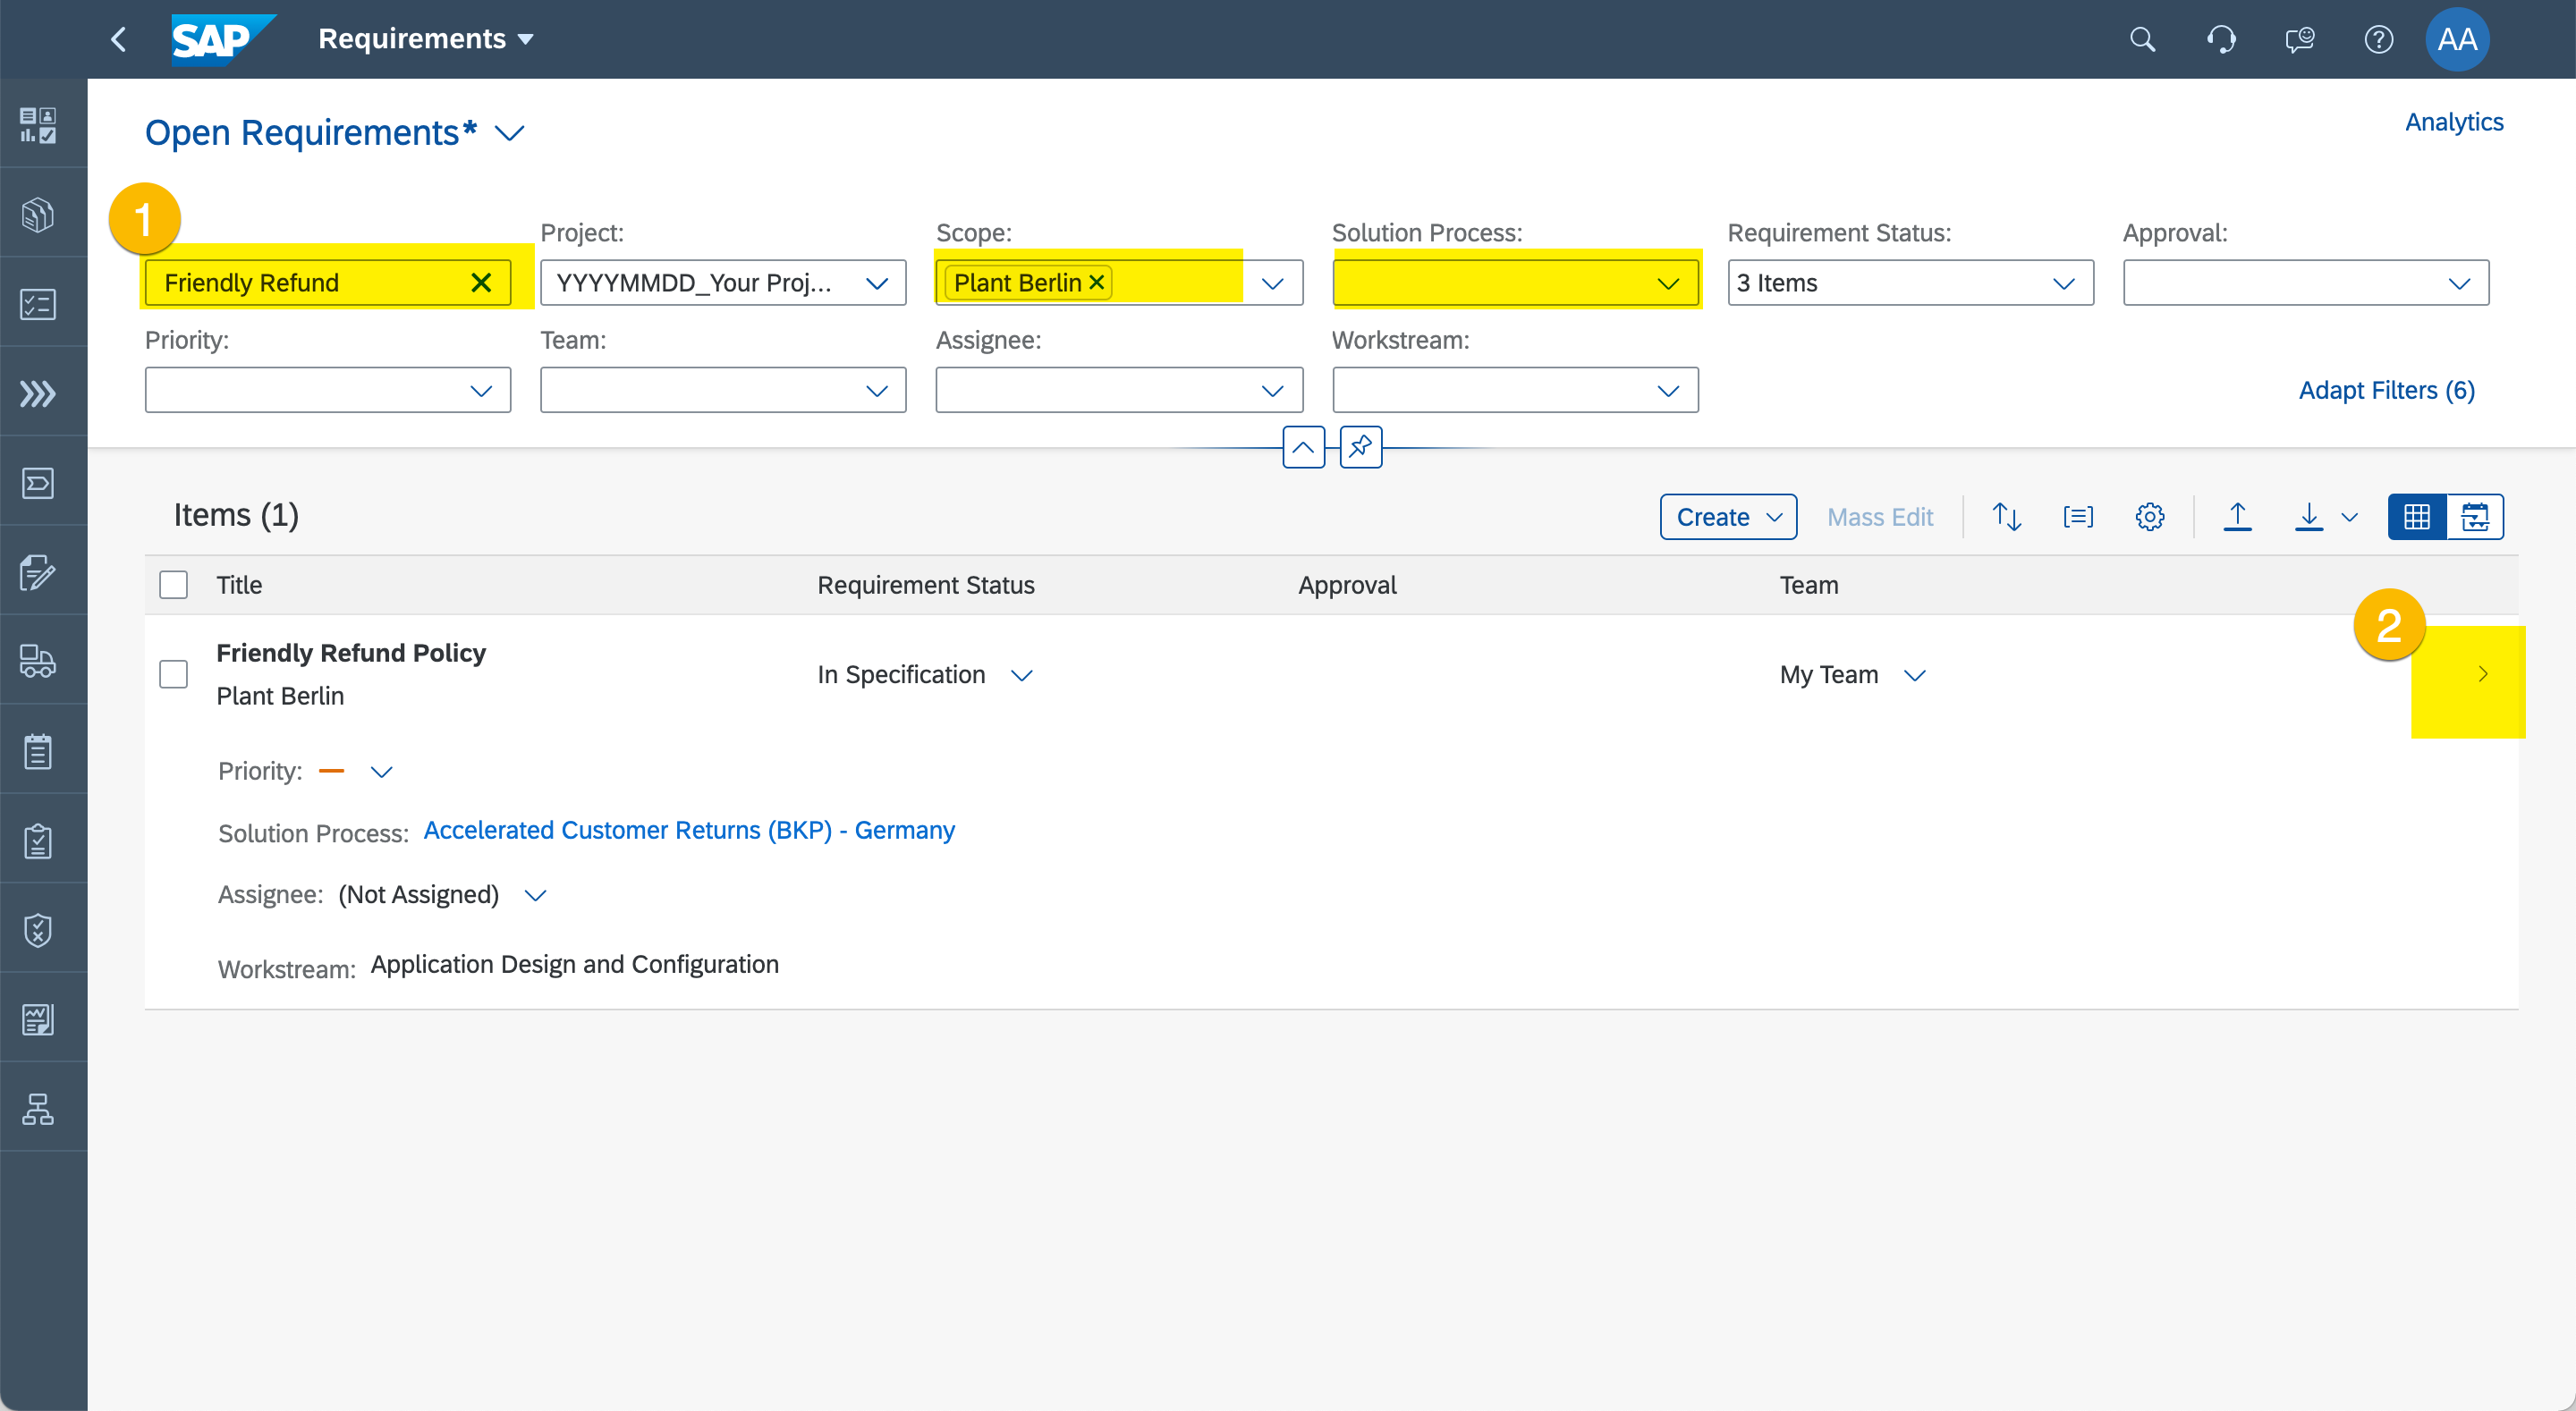 SAP Requirements
AA
Open Requirements*
Analytics
1
Project:
Scope:
Solution Process:
Requirement Status:
Approval:
Friendly Refund
YYYYMMDD_Your Proj...
Plant Berlin
3 Items
Priority:
Team:
Assignee:
Workstream:
Adapt Filters (6)
Items (1)
Create
Mass Edit
Title
Requirement Status
Approval
Team
2
Friendly Refund Policy
Plant Berlin
In Specification
My Team
Priority:
Solution Process: Accelerated Customer Returns (BKP) - Germany
Assignee: (Not Assigned)
Workstream: Application Design and Configuration